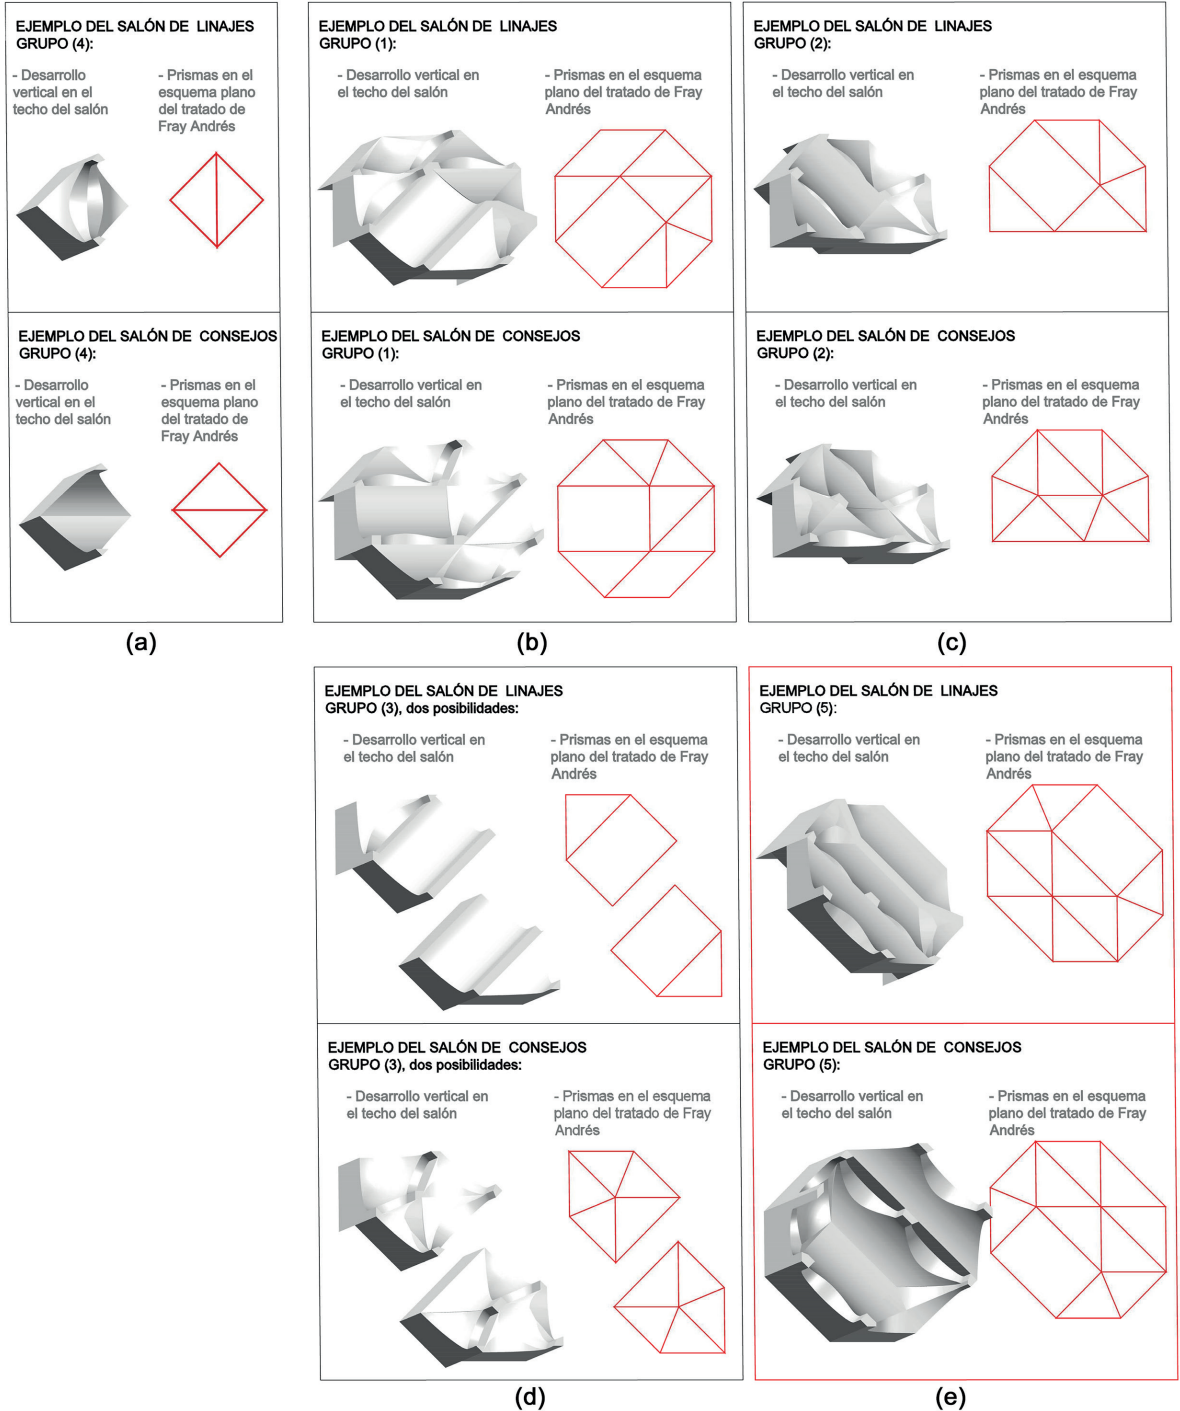 EJEMPLO DEL SALÓN DE LINAJES
GRUPO (4):
- Desarrollo
vertical en el
techo del salón
- Prismas en el
esquema plano
del tratado de
Fray Andrés
EJEMPLO DEL SALÓN DE CONSEJOS
GRUPO (4):
- Desarrollo
vertical en el
techo del salón
- Prismas en el
esquema plano
del tratado de
Fray Andrés
(a)
EJEMPLO DEL SALÓN DE LINAJES
GRUPO (1):
- Desarrollo vertical en
el techo del salón
- Prismas en el esquema
plano del tratado de Fray
Andrés
EJEMPLO DEL SALÓN DE CONSEJOS
GRUPO (1):
- Desarrollo vertical en
el techo del salón
- Prismas en el esquema
plano del tratado de Fray
Andrés
(b)
EJEMPLO DEL SALÓN DE LINAJES
GRUPO (2):
- Desarrollo vertical en
el techo del salón
- Prismas en el esquema
plano del tratado de Fray
Andrés
EJEMPLO DEL SALÓN DE CONSEJOS
GRUPO (2):
- Desarrollo vertical en
el techo del salón
- Prismas en el esquema
plano del tratado de Fray
Andrés
(c)
EJEMPLO DEL SALÓN DE LINAJES
GRUPO (3), dos posibilidades:
- Desarrollo vertical en
el techo del salón
- Prismas en el esquema
plano del tratado de Fray
Andrés
EJEMPLO DEL SALÓN DE CONSEJOS
GRUPO (3), dos posibilidades:
- Desarrollo vertical en
el techo del salón
- Prismas en el esquema
plano del tratado de Fray
Andrés
(d)
EJEMPLO DEL SALÓN DE LINAJES
GRUPO (5):
- Desarrollo vertical en
el techo del salón
- Prismas en el esquema
plano del tratado de Fray
Andrés
EJEMPLO DEL SALÓN DE CONSEJOS
GRUPO (5):
- Desarrollo vertical en
el techo del salón
- Prismas en el esquema
plano del tratado de Fray
Andrés
(e)